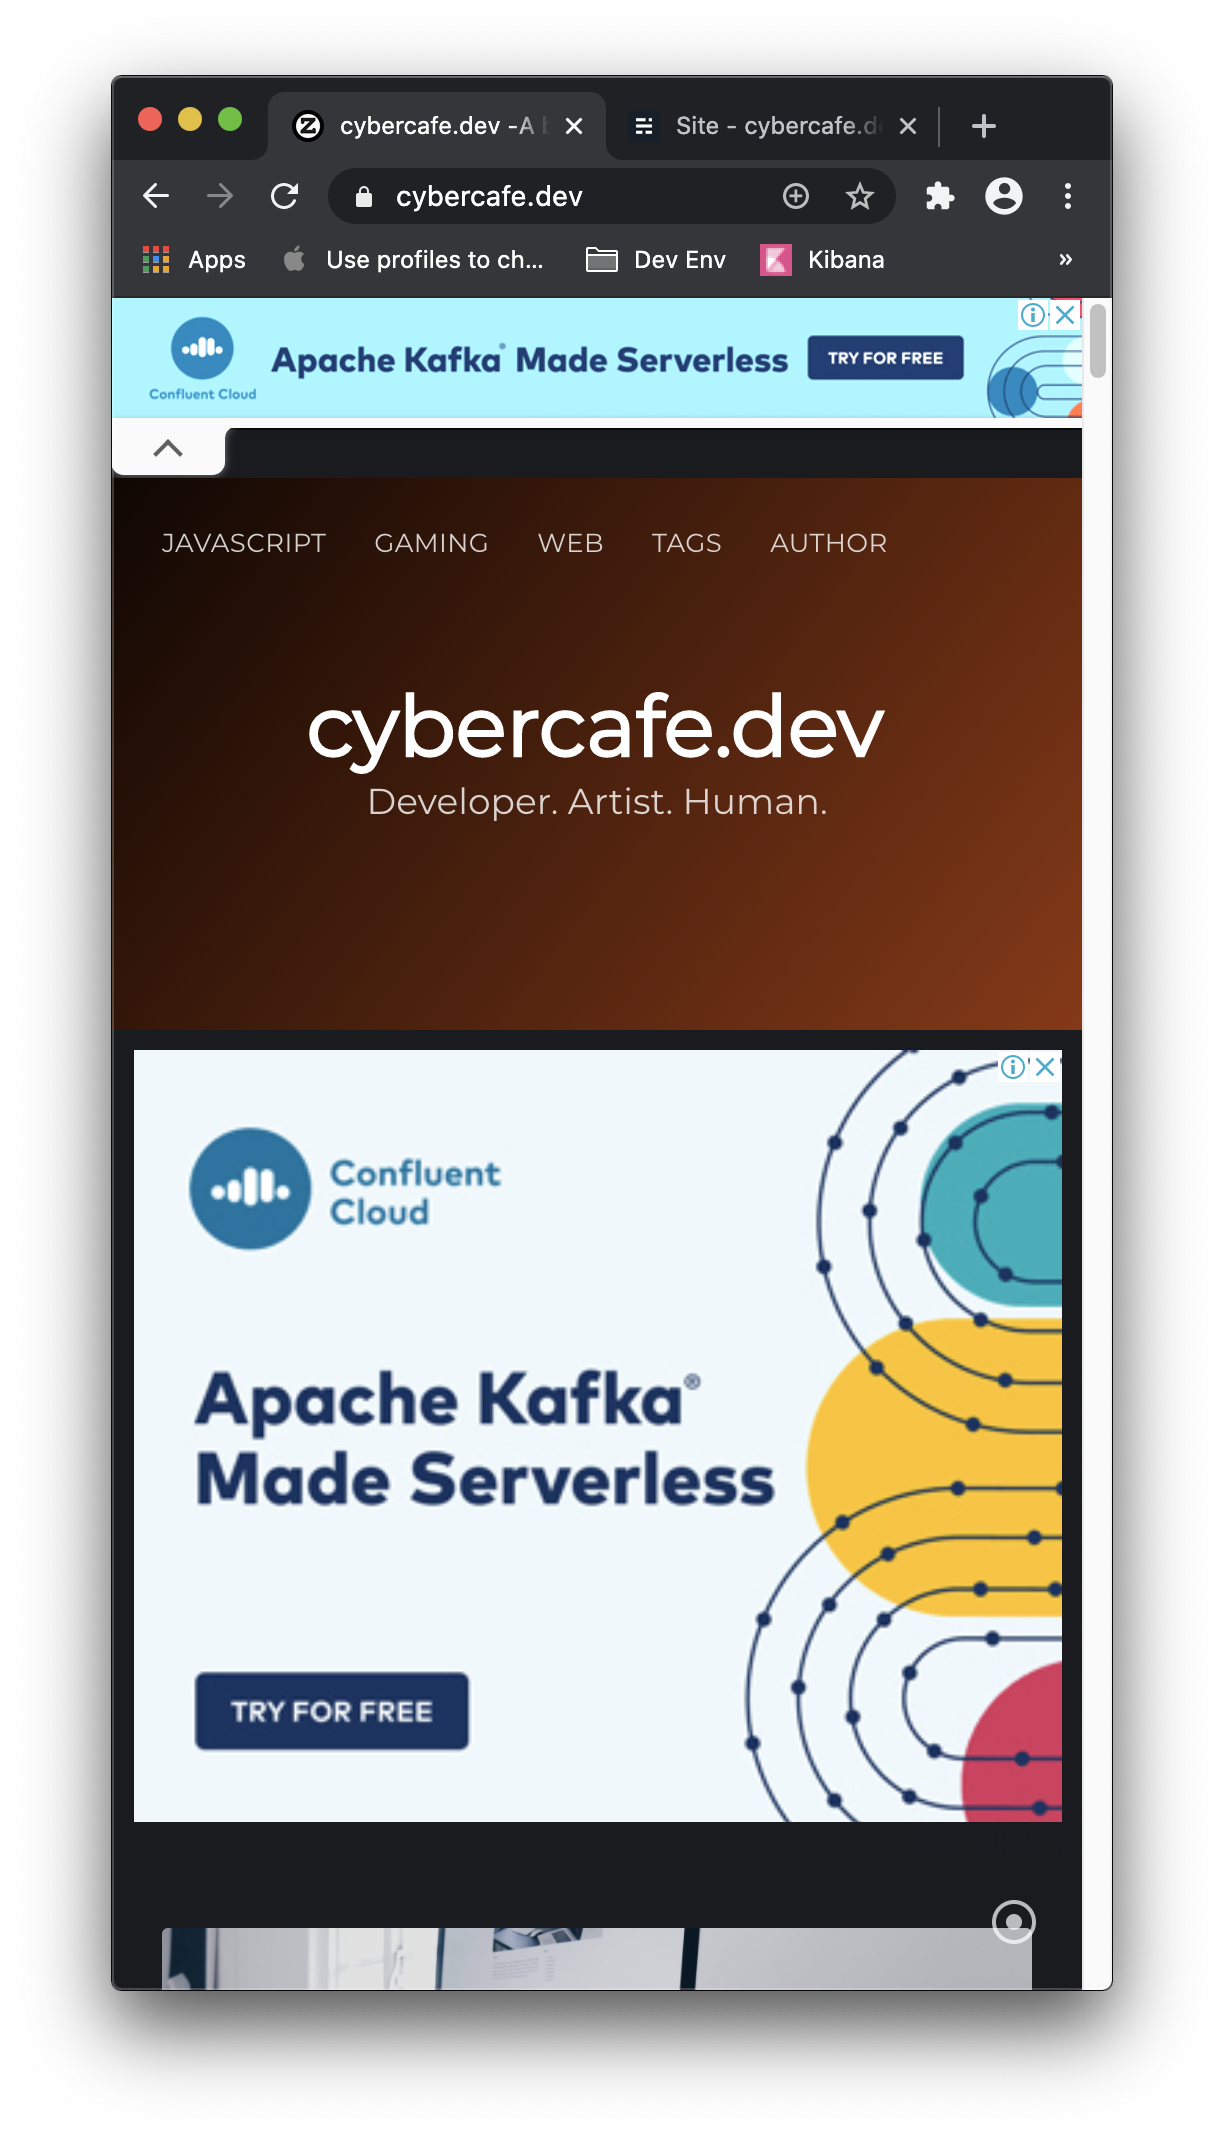 cybercafe.dev -A
Site - cybercafe.d
cybercafe.dev
Apps
Use profiles to ch...
Dev Env
Kibana
»
Confluent Cloud
Apache Kafka® Made Serverless
TRY FOR FREE
JAVASCRIPT
GAMING
WEB
TAGS
AUTHOR
cybercafe.dev
Developer. Artist. Human.
Confluent
Cloud
Apache Kafka®
Made Serverless
TRY FOR FREE